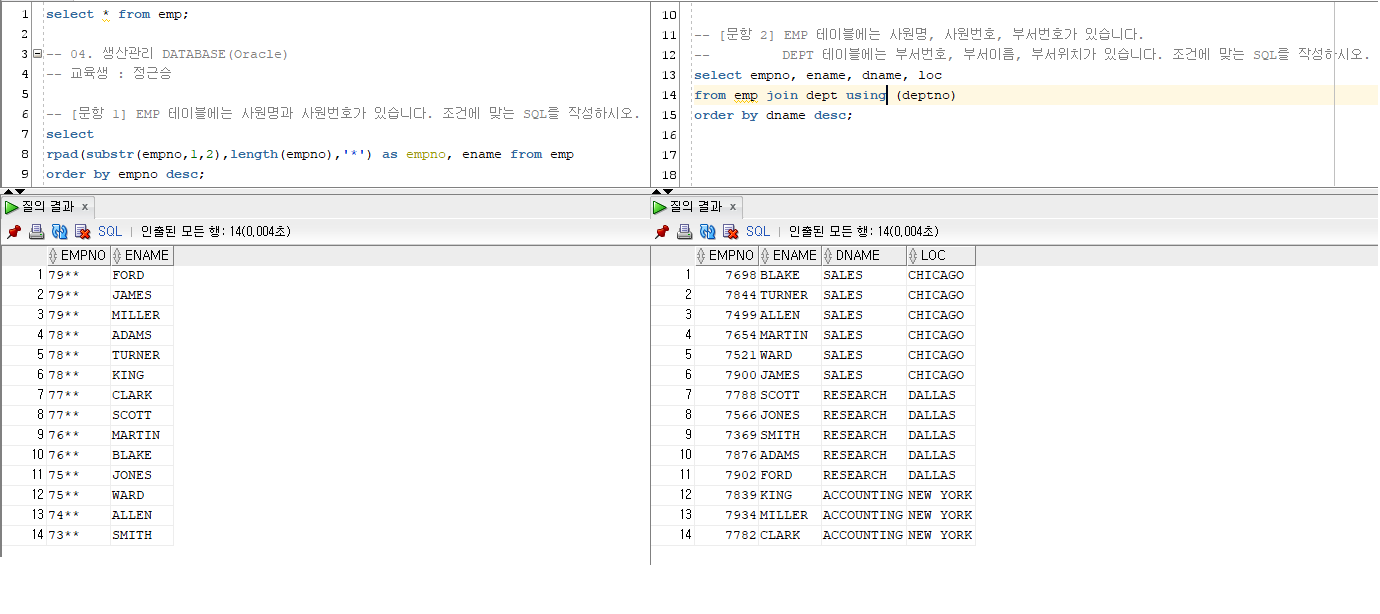 1 select * from emp;
2
3 -- 04. 생산관리 DATABASE(Oracle)
4 -- 교육생 : 정근승
5
6 -- [문항 1] EMP 테이블에는 사원명과 사원번호가 있습니다. 조건에 맞는 SQL을 작성하시오.
7 select
8 rpad(substr(empno,1,2),length(empno),'*') as empno, ename from emp
9 order by empno desc;
질의 결과 x
SQL | 인출된 모든 행: 14(0,004초)
EMPNO ENAME
1 79** FORD
2 79** JAMES
3 79** MILLER
4 78** ADAMS
5 78** TURNER
6 78** KING
7 77** CLARK
8 77** SCOTT
9 76** MARTIN
10 76** BLAKE
11 75** JONES
12 75** WARD
13 74** ALLEN
14 73** SMITH
10
11 -- [문항 2] EMP 테이블에는 사원명, 사원번호, 부서번호가 있습니다.
12 -- DEPT 테이블에는 부서번호, 부서이름, 부서위치가 있습니다. 조건에 맞는 SQL을 작성하시오.
13 select empno, ename, dname, loc
14 from emp join dept using (deptno)
15 order by dname desc;
16
17
18
질의 결과 x
SQL | 인출된 모든 행: 14(0,004초)
EMPNO ENAME DNAME LOC
1 7698 BLAKE SALES CHICAGO
2 7844 TURNER SALES CHICAGO
3 7499 ALLEN SALES CHICAGO
4 7654 MARTIN SALES CHICAGO
5 7521 WARD SALES CHICAGO
6 7900 JAMES SALES CHICAGO
7 7788 SCOTT RESEARCH DALLAS
8 7566 JONES RESEARCH DALLAS
9 7369 SMITH RESEARCH DALLAS
10 7876 ADAMS RESEARCH DALLAS
11 7902 FORD RESEARCH DALLAS
12 7839 KING ACCOUNTING NEW YORK
13 7934 MILLER ACCOUNTING NEW YORK
14 7782 CLARK ACCOUNTING NEW YORK